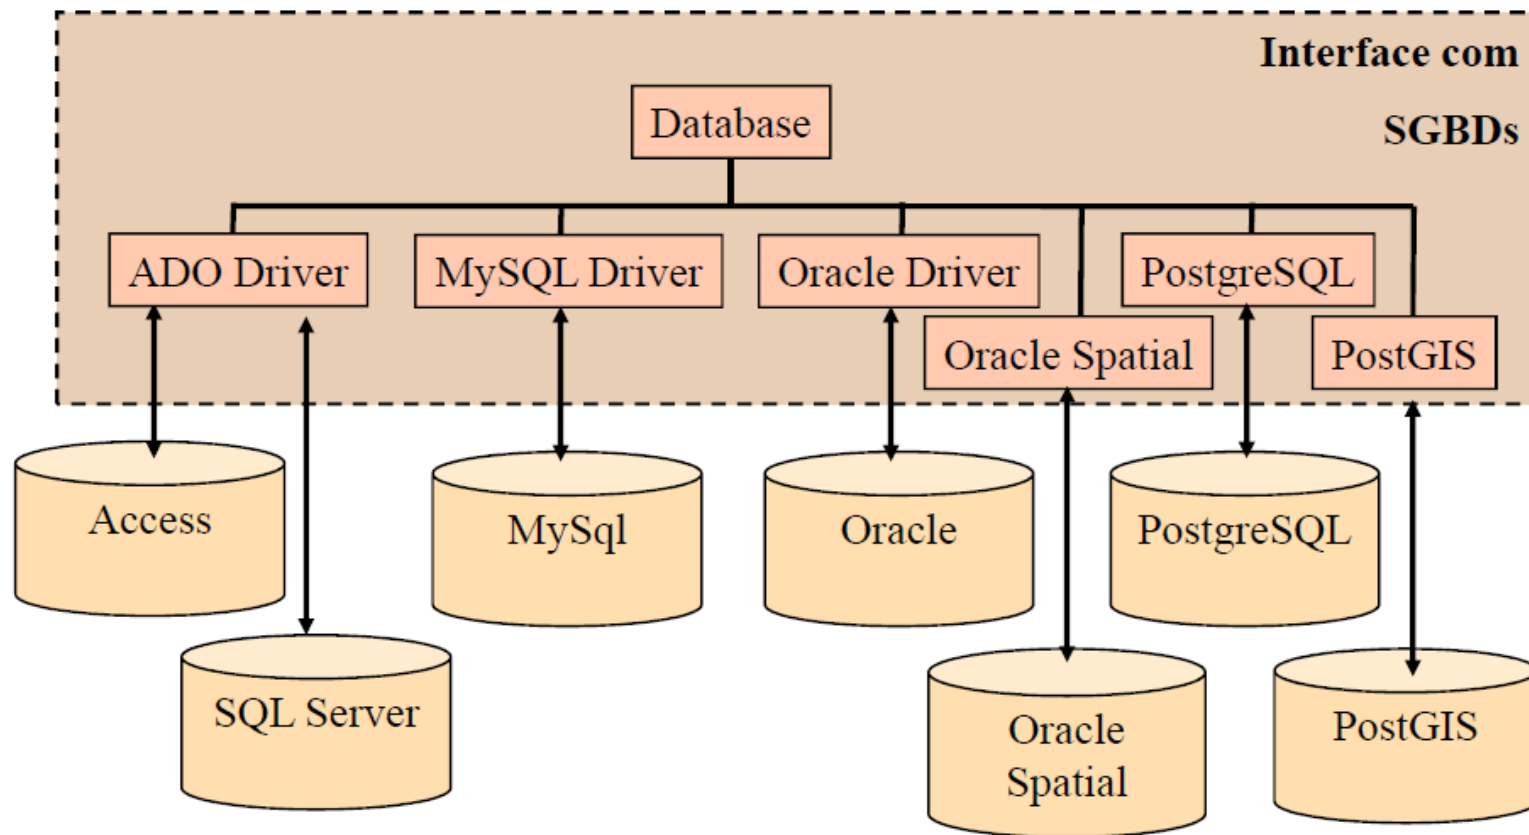 Interface com
SGBDs
Database
ADO Driver
MySQL Driver
Oracle Driver
PostgreSQL
Oracle Spatial
PostGIS
Access
MySql
Oracle
PostgreSQL
SQL Server
Oracle
Spatial
PostGIS